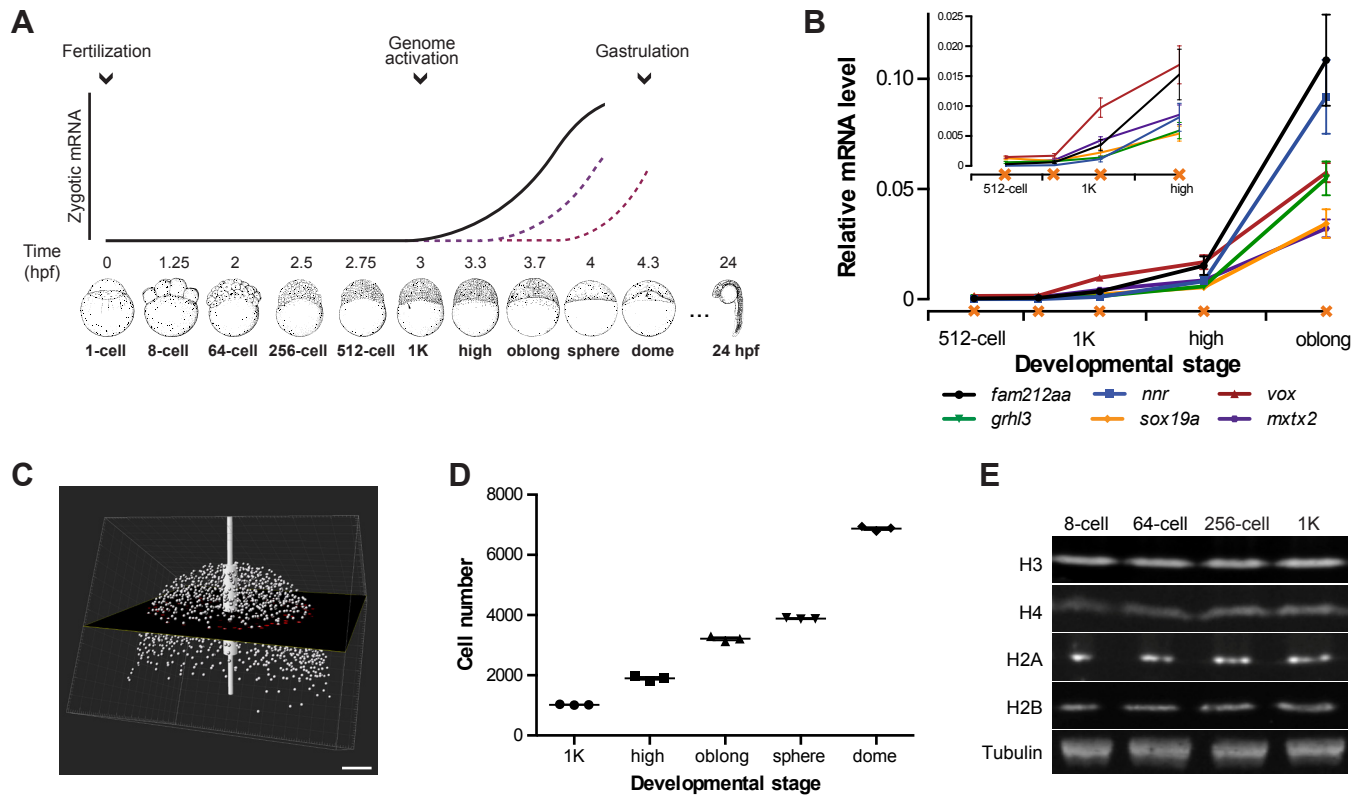 A
Fertilization
Genome
activation
Gastrulation
Zygotic mRNA
Time
(hpf)
0 1.25 2 2.5 2.75 3 3.3 3.7 4 4.3 24
...
1-cell 8-cell 64-cell 256-cell 512-cell 1K high oblong sphere dome 24 hpf
B
Relative mRNA level
0.10
0.05
0
0.025
0.020
0.015
0.010
0.005
0
512-cell 1K high
512-cell 1K high oblong
Developmental stage
fam212aa nnr vox
grhl3 sox19a mxtx2
C
D
Cell number
8000
6000
4000
2000
0
1K high oblong sphere dome
Developmental stage
E
8-cell 64-cell 256-cell 1K
H3
H4
H2A
H2B
Tubulin